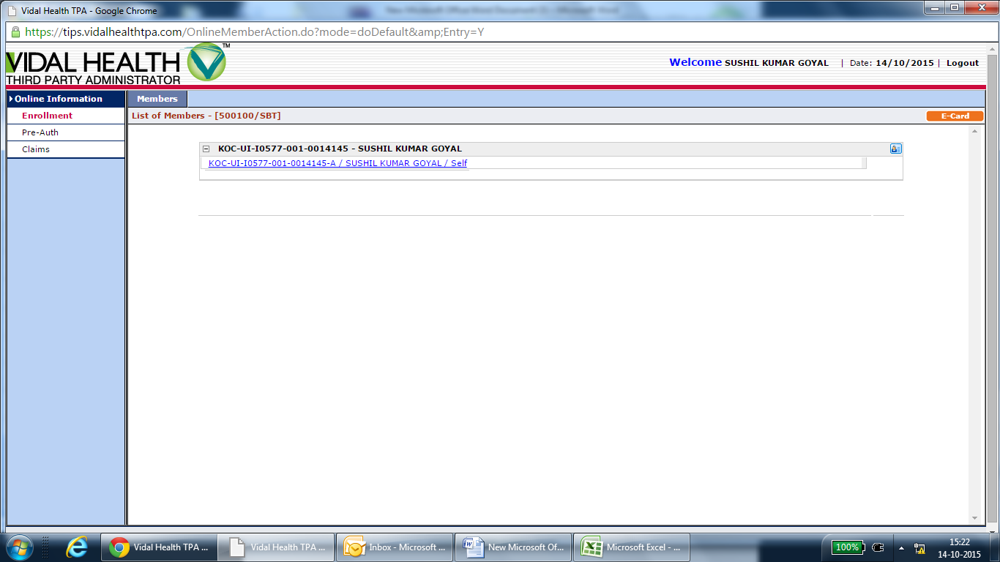 Vidal Health TPA - Google Chrome
https://tips.vidalhealthtpa.com/OnlineMemberAction.do?mode=doDefault&amp;Entry=Y
VIDAL HEALTH TM
THIRD PARTY ADMINISTRATOR
Welcome SUSHIL KUMAR GOYAL | Date: 14/10/2015 | Logout
Online Information
Members
Enrollment
List of Members - [500100/SBT]
E-Card
Pre-Auth
Claims
KOC-UI-I0577-001-0014145 - SUSHIL KUMAR GOYAL
KOC-UI-I0577-001-0014145-A / SUSHIL KUMAR GOYAL / Self
Vidal Health TPA ...
Vidal Health TPA ...
Inbox - Microsoft ...
New Microsoft Of...
Microsoft Excel - ...
100%
15:22
14-10-2015